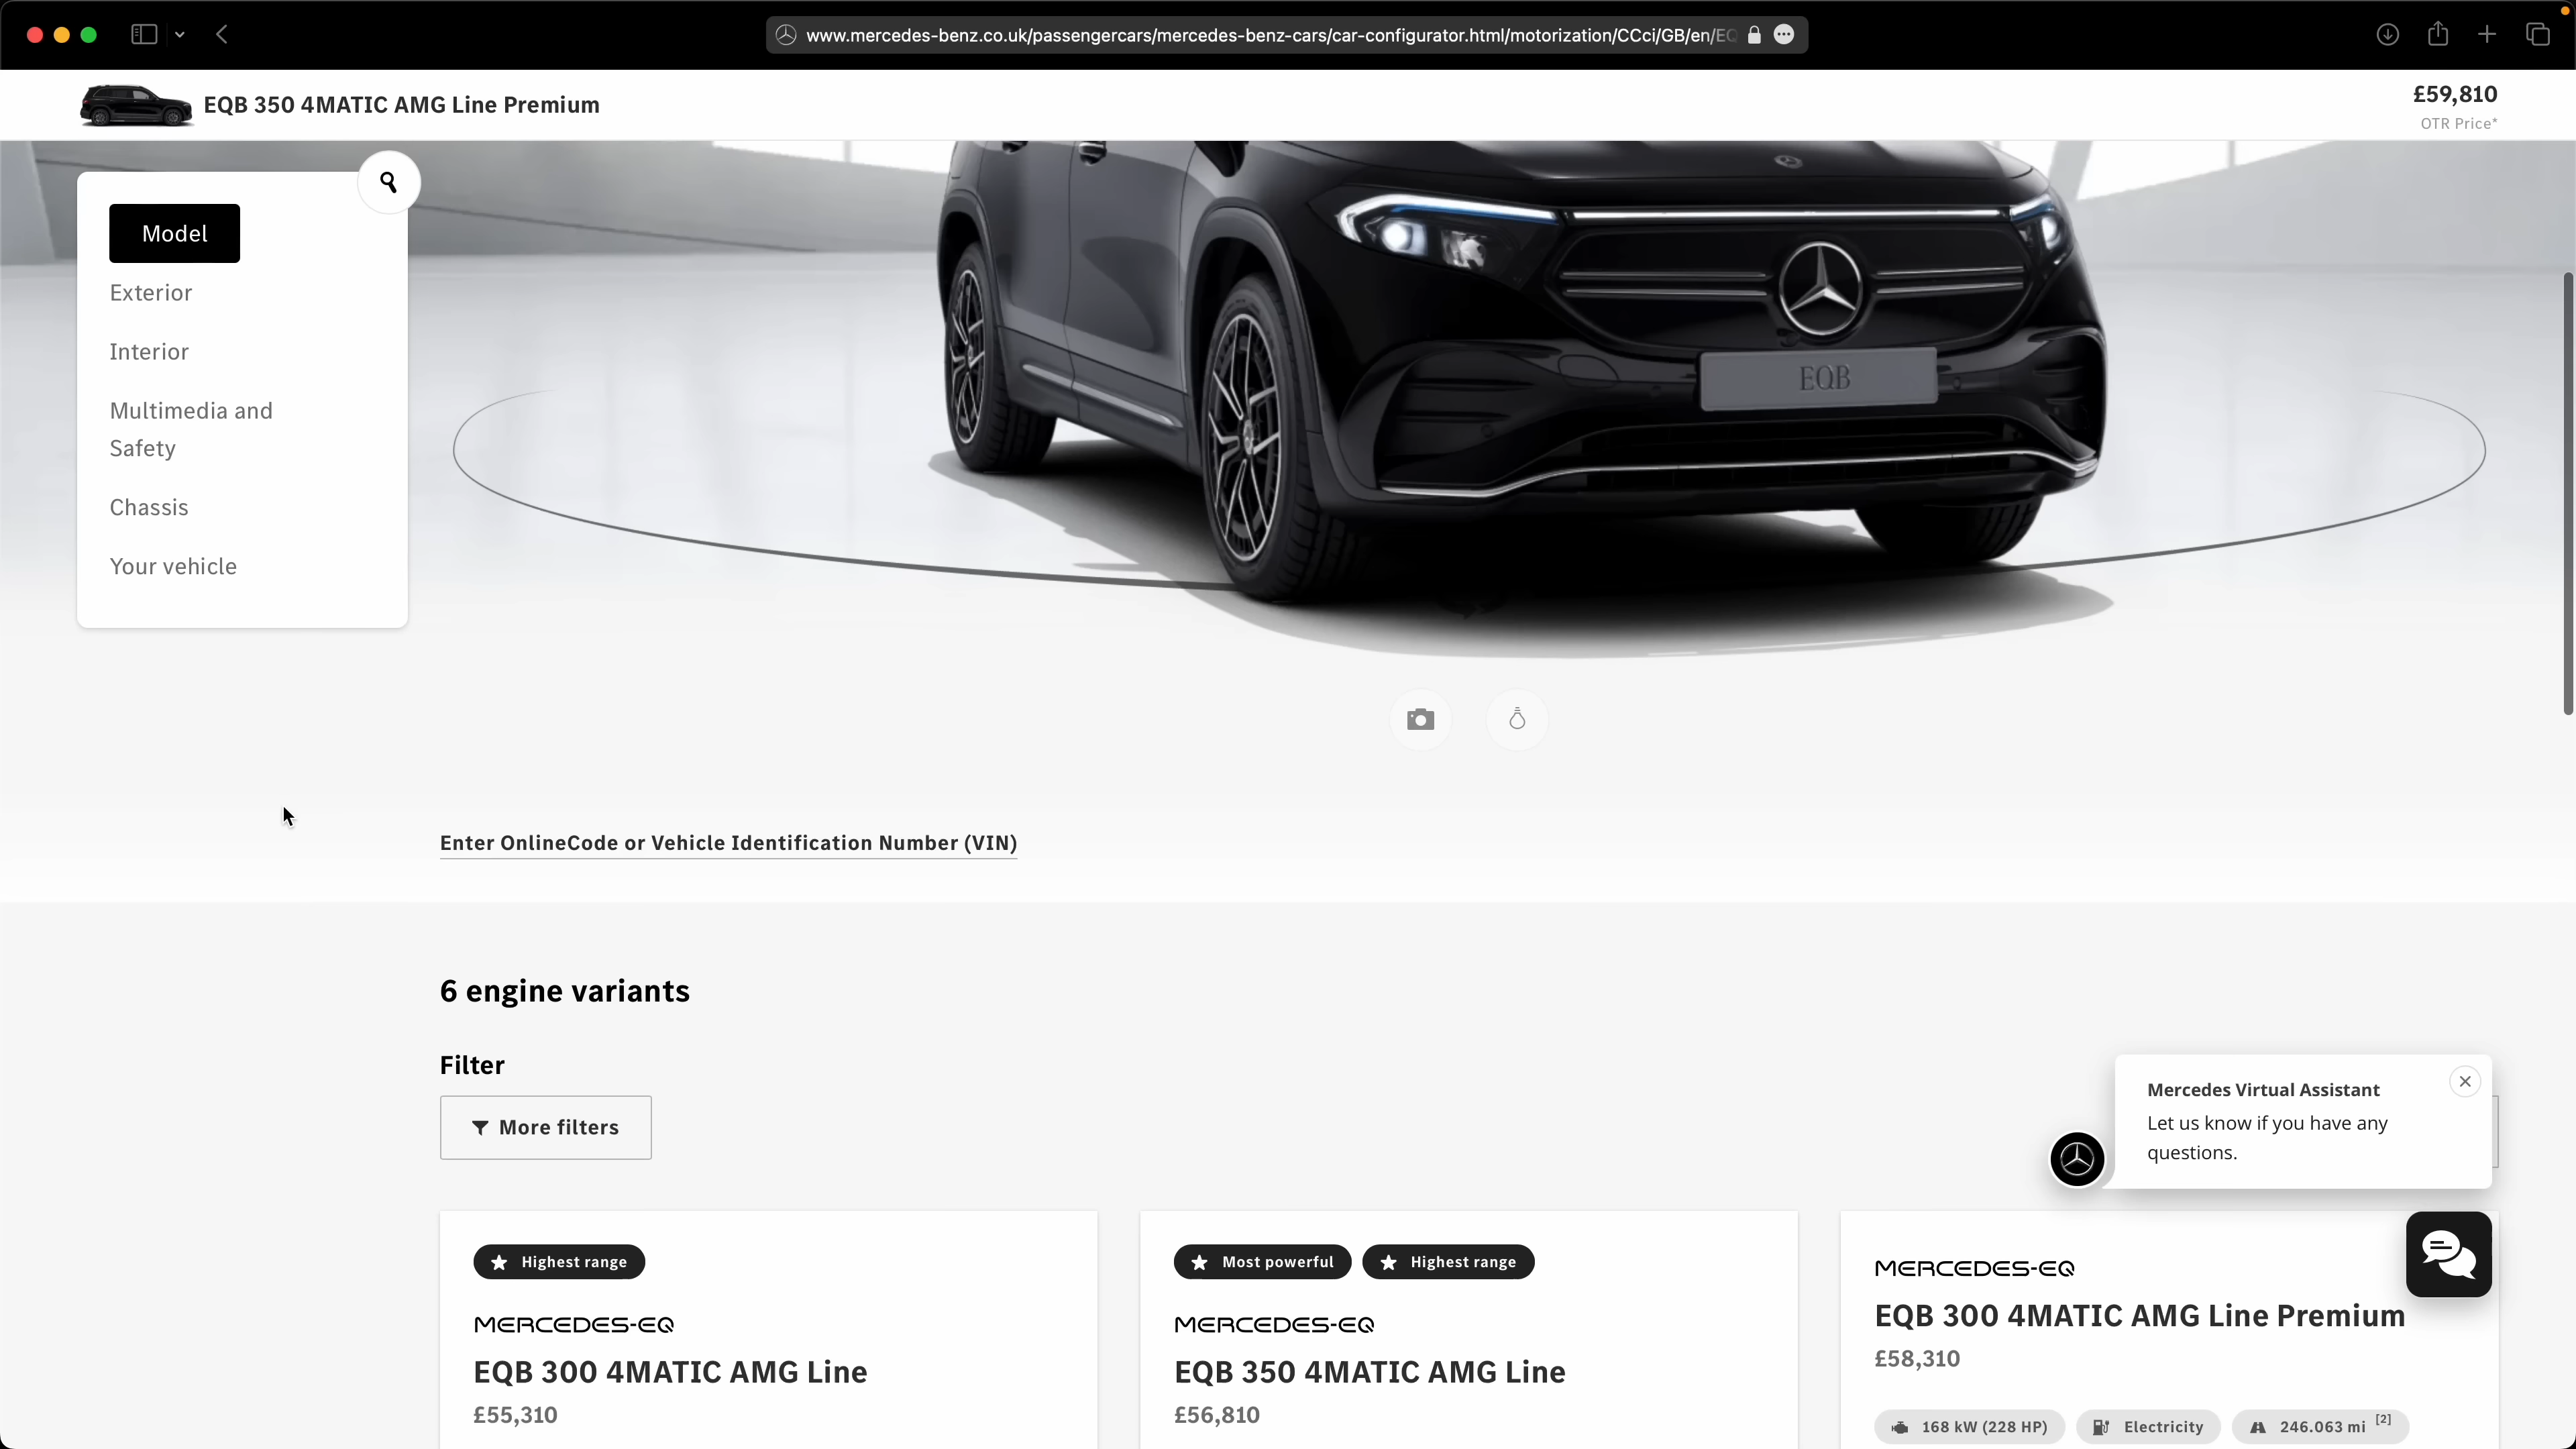 www.mercedes-benz.co.uk/passengercars/mercedes-benz-cars/car-configurator.html/motorization/CCci/GB/en/EQ
EQB 350 4MATIC AMG Line Premium
£59,810
OTR Price*
Model
Exterior
Interior
Multimedia and
Safety
Chassis
Your vehicle
EQB
Enter OnlineCode or Vehicle Identification Number (VIN)
6 engine variants
Filter
More filters
Mercedes Virtual Assistant
Let us know if you have any
questions.
Highest range
MERCEDES-EQ
EQB 300 4MATIC AMG Line
£55,310
Most powerful
Highest range
MERCEDES-EQ
EQB 350 4MATIC AMG Line
£56,810
MERCEDES-EQ
EQB 300 4MATIC AMG Line Premium
£58,310
168 kW (228 HP)
Electricity
246.063 mi [2]